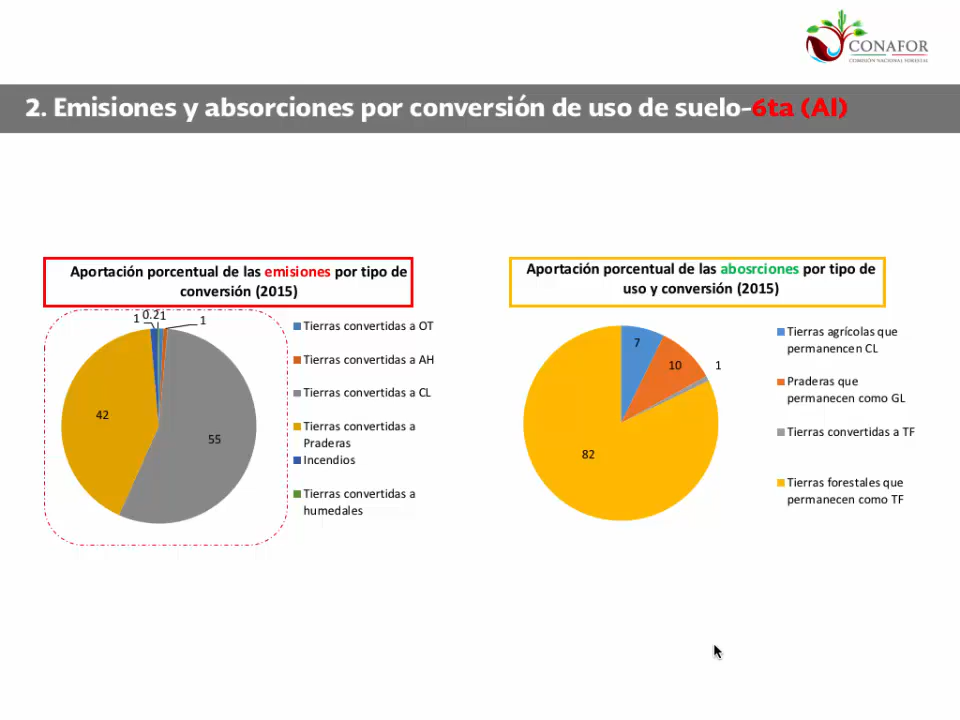 CONAFOR
COMISIÓN NACIONAL FORESTAL
2. Emisiones y absorciones por conversión de uso de suelo-6ta (AI)
Aportación porcentual de las emisiones por tipo de
conversión (2015)
1 0.2 1 1
42
55
Tierras convertidas a OT
Tierras convertidas a AH
Tierras convertidas a CL
Tierras convertidas a
Praderas
Incendios
Tierras convertidas a
humedales
Aportación porcentual de las abosrciones por tipo de
uso y conversión (2015)
7
10
1
82
Tierras agrícolas que
permanencen CL
Praderas que
permanecen como GL
Tierras convertidas a TF
Tierras forestales que
permanecen como TF